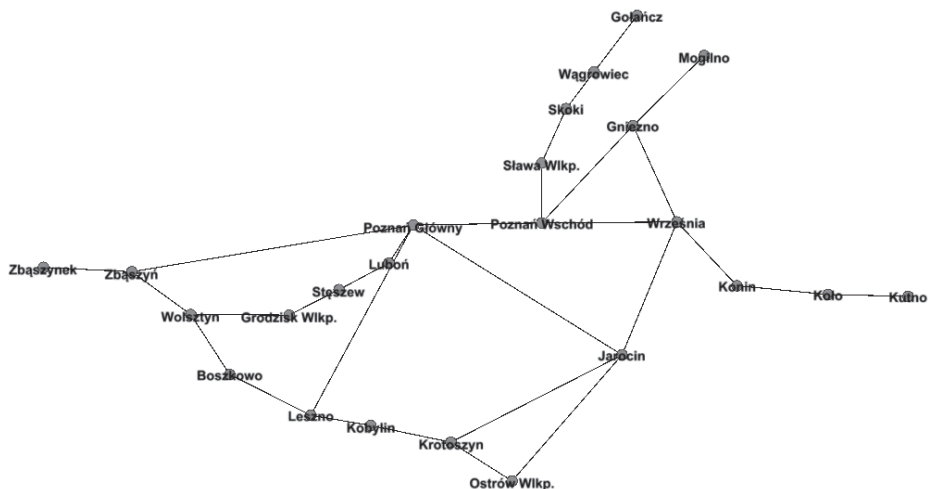 Gołańcz
Mogilno
Wągrowiec
Skoki
Gniezno
Sława Wlkp.
Poznań Główny
Poznań Wschód
Września
Zbąszynek
Zbąszyń
Luboń
Stęszew
Konin
Koło
Kutno
Wolsztyn
Grodzisk Wlkp.
Jarocin
Boszkowo
Leszno
Kobylin
Krotoszyn
Ostrów Wlkp.